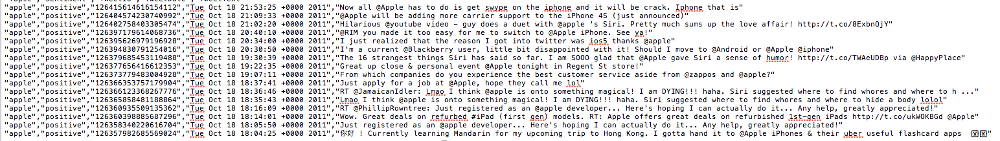 "apple","positive","126415614616154112","Tue Oct 18 21:53:25 +0000 2011","Now all @Apple has to do is get swype on the iphone and it will be crack. Iphone that is"
"apple","positive","126404574230740992","Tue Oct 18 21:09:33 +0000 2011","@Apple will be adding more carrier support to the iPhone 4S (just announced)"
"apple","positive","126402758403305474","Tue Oct 18 21:02:20 +0000 2011","Hilarious @youtube video - guy does a duet with @apple 's Siri. Pretty much sums up the love affair! http://t.co/8ExbnQjY"
"apple","positive","126397179614068736","Tue Oct 18 20:40:10 +0000 2011","@RIM you made it too easy for me to switch to @Apple iPhone. See ya!"
"apple","positive","126395626979196928","Tue Oct 18 20:34:00 +0000 2011","I just realized that the reason I got into twitter was ios5 thanks @apple"
"apple","positive","126394830791254016","Tue Oct 18 20:30:50 +0000 2011","I'm a current @Blackberry user, little bit disappointed with it! Should I move to @Android or @Apple @iphone"
"apple","positive","126379685453119488","Tue Oct 18 19:30:39 +0000 2011","The 16 strangest things Siri has said so far. I am SOOO glad that @Apple gave Siri a sense of humor! http://t.co/TWAeUDBp via @HappyPlace"
"apple","positive","126377656416612353","Tue Oct 18 19:22:35 +0000 2011","Great up close & personal event @Apple tonight in Regent St store!"
"apple","positive","126373779483004928","Tue Oct 18 19:07:11 +0000 2011","From which companies do you experience the best customer service aside from @zappos and @apple?"
"apple","positive","126366353757179904","Tue Oct 18 18:37:41 +0000 2011","Just apply for a job at @Apple, hope they call me lol"
"apple","positive","126366123368267776","Tue Oct 18 18:36:46 +0000 2011","RT @JamaicanIdler: Lmao I think @apple is onto something magical! I am DYING!!! haha. Siri suggested where to find whores and where to h ..."
"apple","positive","126365858481188864","Tue Oct 18 18:35:43 +0000 2011","Lmao I think @apple is onto something magical! I am DYING!!! haha. Siri suggested where to find whores and where to hide a body lolol"
"apple","positive","126360935509135362","Tue Oct 18 18:16:09 +0000 2011","RT @PhillipRowntree: Just registered as an @apple developer... Here's hoping I can actually do it... Any help, greatly appreciated!"
"apple","positive","126360398885687296","Tue Oct 18 18:14:01 +0000 2011","Wow. Great deals on refurbed #iPad (first gen) models. RT: Apple offers great deals on refurbished 1st-gen iPads http://t.co/ukWOKBGd @Apple"
"apple","positive","126358340220616704","Tue Oct 18 18:05:50 +0000 2011","Just registered as an @apple developer... Here's hoping I can actually do it... Any help, greatly appreciated!"
"apple","positive","126357982685569024","Tue Oct 18 18:04:25 +0000 2011","你好 ! Currently learning Mandarin for my upcoming trip to Hong Kong. I gotta hand it to @Apple iPhones & their uber useful flashcard apps "